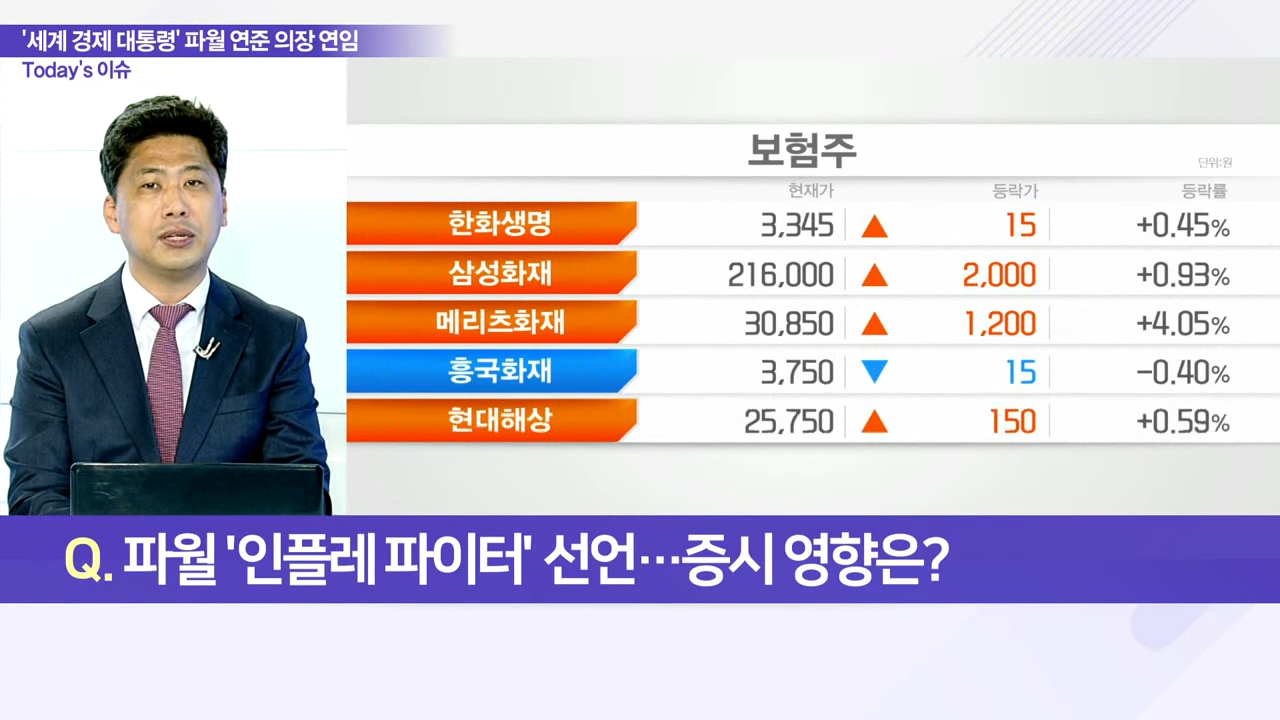 '세계 경제 대통령' 파월 연준 의장 연임
Today's 이슈
보험주
단위:원
현재가 등락가 등락률
한화생명 3,345 ▲ 15 +0.45%
삼성화재 216,000 ▲ 2,000 +0.93%
메리츠화재 30,850 ▲ 1,200 +4.05%
흥국화재 3,750 ▼ 15 -0.40%
현대해상 25,750 ▲ 150 +0.59%
Q. 파월 '인플레 파이터' 선언…증시 영향은?